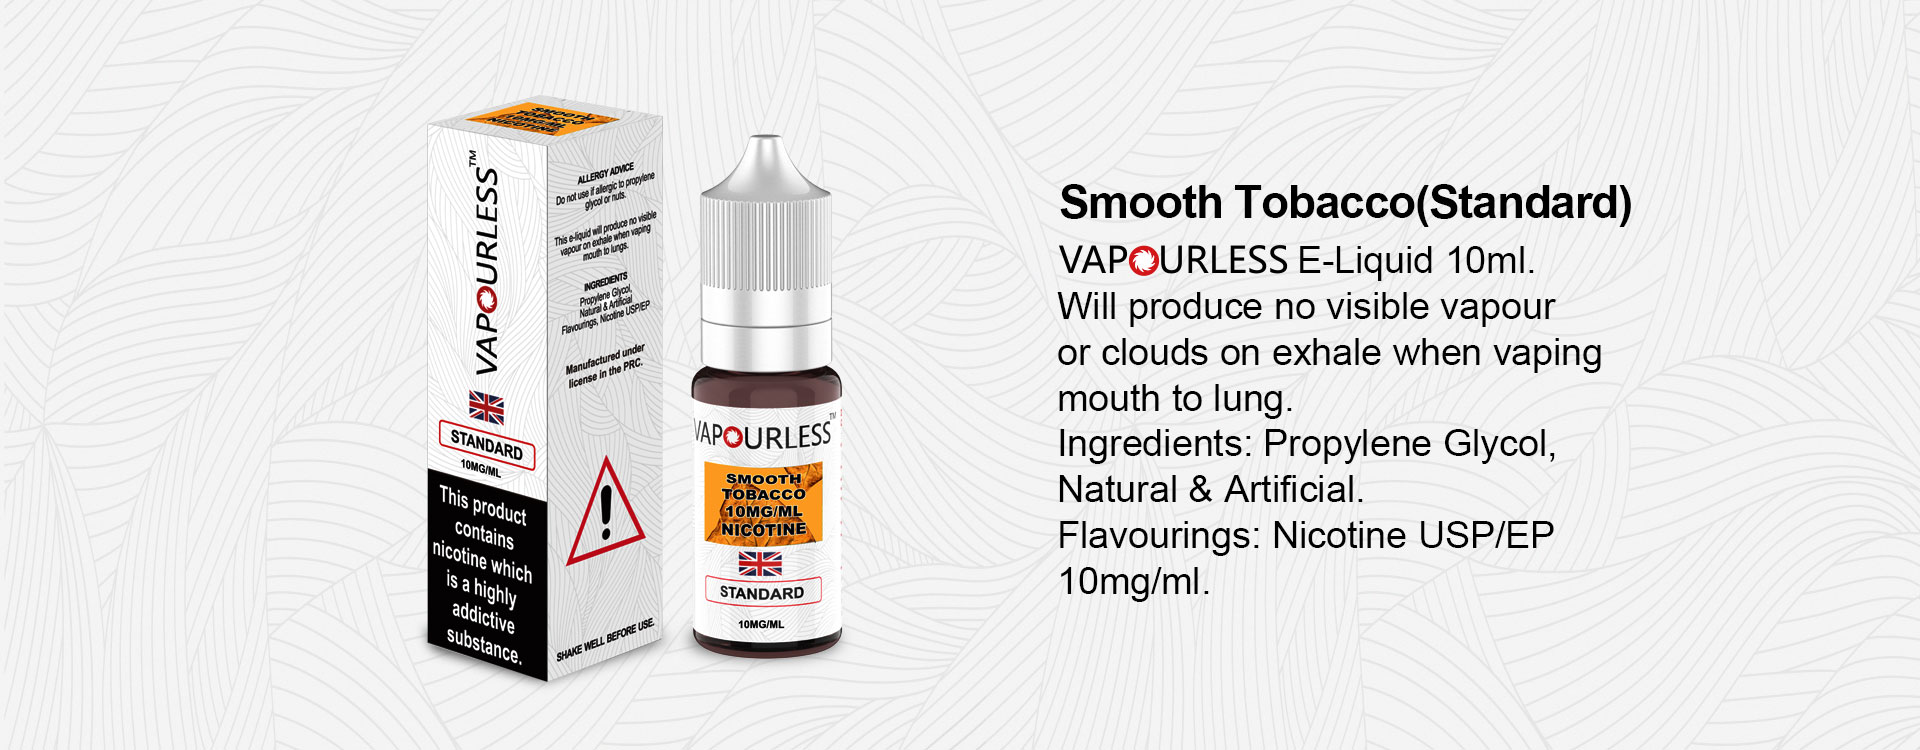 SMOOTH
TOBACCO
10MG/ML
NICOTINE
VAPOURLESS™
STANDARD
10MG/ML
This product
contains
nicotine which
is a highly
addictive
substance.
ALLERGY ADVICE
Do not use if allergic to propylene
glycol or nuts.
This e-liquid will produce no visible
vapour on exhale when vaping
mouth to lungs.
INGREDIENTS
Propylene Glycol,
Natural & Artificial
Flavourings, Nicotine USP/EP
Manufactured under
license in the PRC.
!
SHAKE WELL BEFORE USE.
VAPOURLESS™
SMOOTH
TOBACCO
10MG/ML
NICOTINE
STANDARD
10MG/ML
Smooth Tobacco(Standard)
VAPOURLESS E-Liquid 10ml.
Will produce no visible vapour
or clouds on exhale when vaping
mouth to lung.
Ingredients: Propylene Glycol,
Natural & Artificial.
Flavourings: Nicotine USP/EP
10mg/ml.